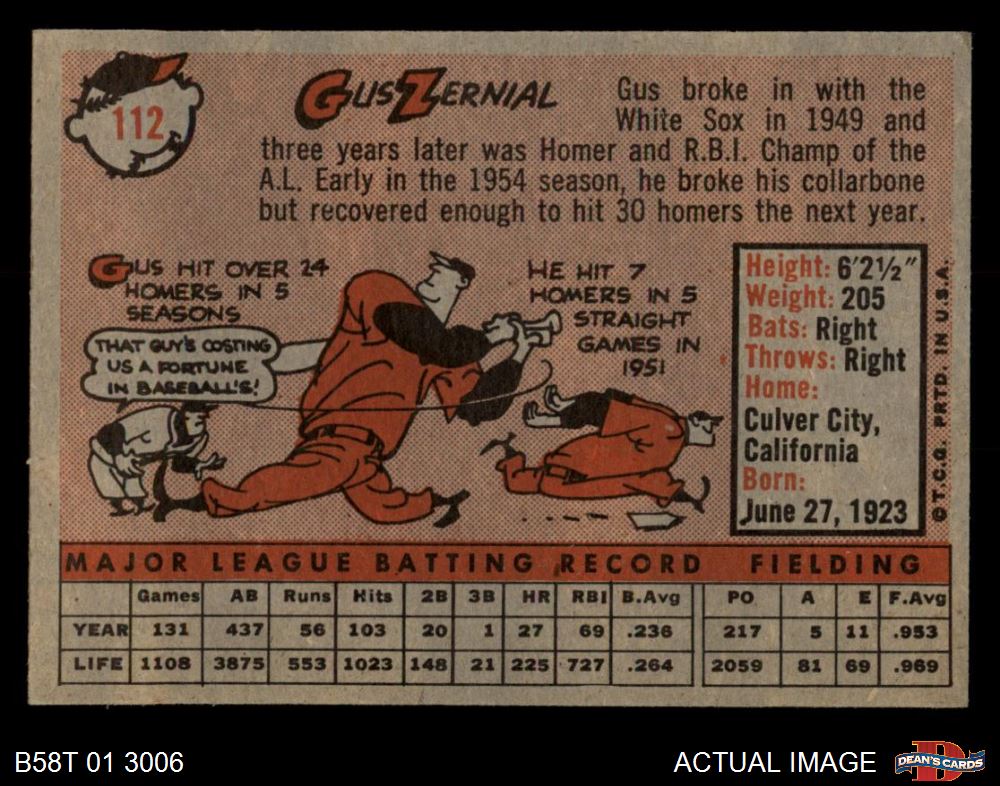 112
GUS ZERNIAL
Gus broke in with the
White Sox in 1949 and
three years later was Homer and R.B.I. Champ of the
A.L. Early in the 1954 season, he broke his collarbone
but recovered enough to hit 30 homers the next year.
GUS HIT OVER 24
HOMERS IN 5
SEASONS
THAT GUY'S COSTING
US A FORTUNE
IN BASEBALL'S!
HE HIT 7
HOMERS IN 5
STRAIGHT
GAMES IN
1951
Height: 6'2½"
Weight: 205
Bats: Right
Throws: Right
Home:
Culver City,
California
Born:
June 27, 1923
© T.C.G. PRTD. IN U.S.A.
MAJOR LEAGUE BATTING RECORD FIELDING
Games AB Runs Hits 2B 3B HR RBI B.Avg PO A E F.Avg
YEAR 131 437 56 103 20 1 27 69 .236 217 5 11 .953
LIFE 1108 3875 553 1023 148 21 225 727 .264 2059 81 69 .969
B58T 01 3006
ACTUAL IMAGE
DEAN'S CARDS